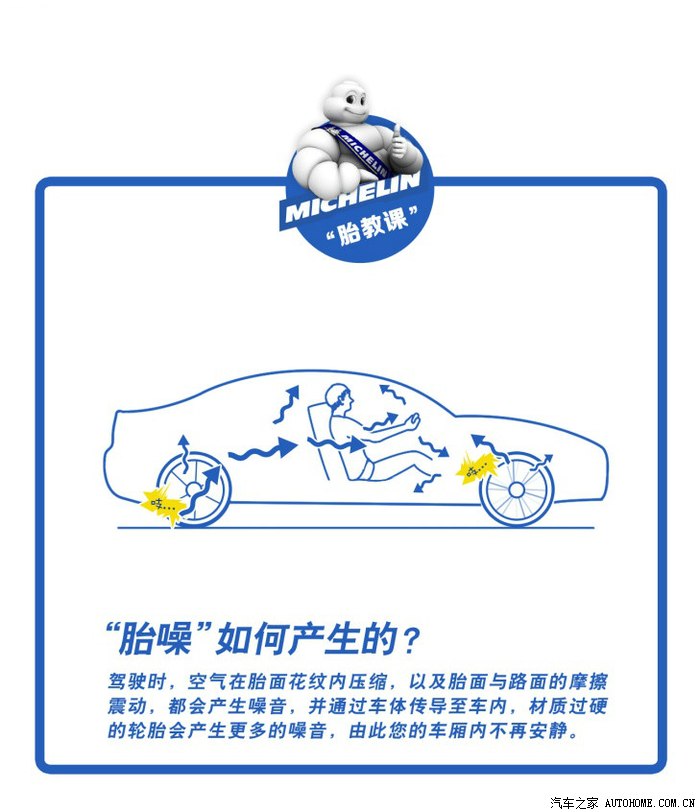 MICHELIN
MICHELIN
“胎教课”
“胎噪”如何产生的?
驾驶时，空气在胎面花纹内压缩，以及胎面与路面的摩擦
震动，都会产生噪音，并通过车体传导至车内，材质过硬
的轮胎会产生更多的噪音，由此您的车厢内不再安静。
汽车之家 AUTOHOME.COM.CN